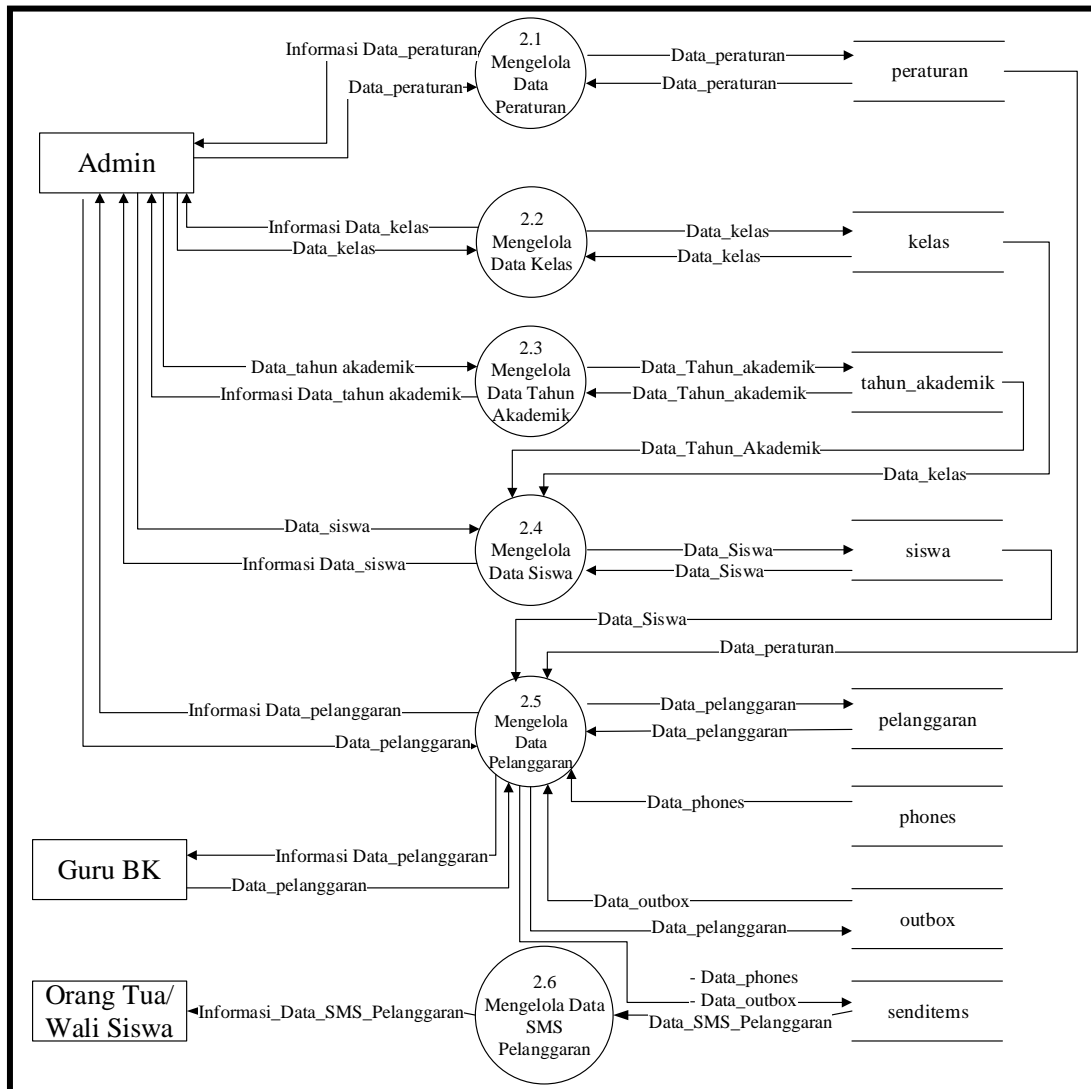 2.1
Mengelola
Data
Peraturan
Informasi Data_peraturan
Data_peraturan
Data_peraturan
Data_peraturan
peraturan
Admin
2.2
Mengelola
Data Kelas
Informasi Data_kelas
Data_kelas
Data_kelas
Data_kelas
kelas
2.3
Mengelola
Data Tahun
Akademik
Data_tahun akademik
Informasi Data_tahun akademik
Data_Tahun_akademik
Data_Tahun_akademik
tahun_akademik
Data_Tahun_Akademik
Data_kelas
2.4
Mengelola
Data Siswa
Data_siswa
Informasi Data_siswa
Data_Siswa
Data_Siswa
siswa
Data_Siswa
Data_peraturan
2.5
Mengelola
Data
Pelanggaran
Informasi Data_pelanggaran
Data_pelanggaran
Data_pelanggaran
Data_pelanggaran
pelanggaran
Data_phones
phones
Guru BK
Informasi Data_pelanggaran
Data_pelanggaran
Data_outbox
Data_pelanggaran
outbox
2.6
Mengelola Data
SMS
Pelanggaran
- Data_phones
- Data_outbox
Data_SMS_Pelanggaran
senditems
Orang Tua/
Wali Siswa
Informasi_Data_SMS_Pelanggaran